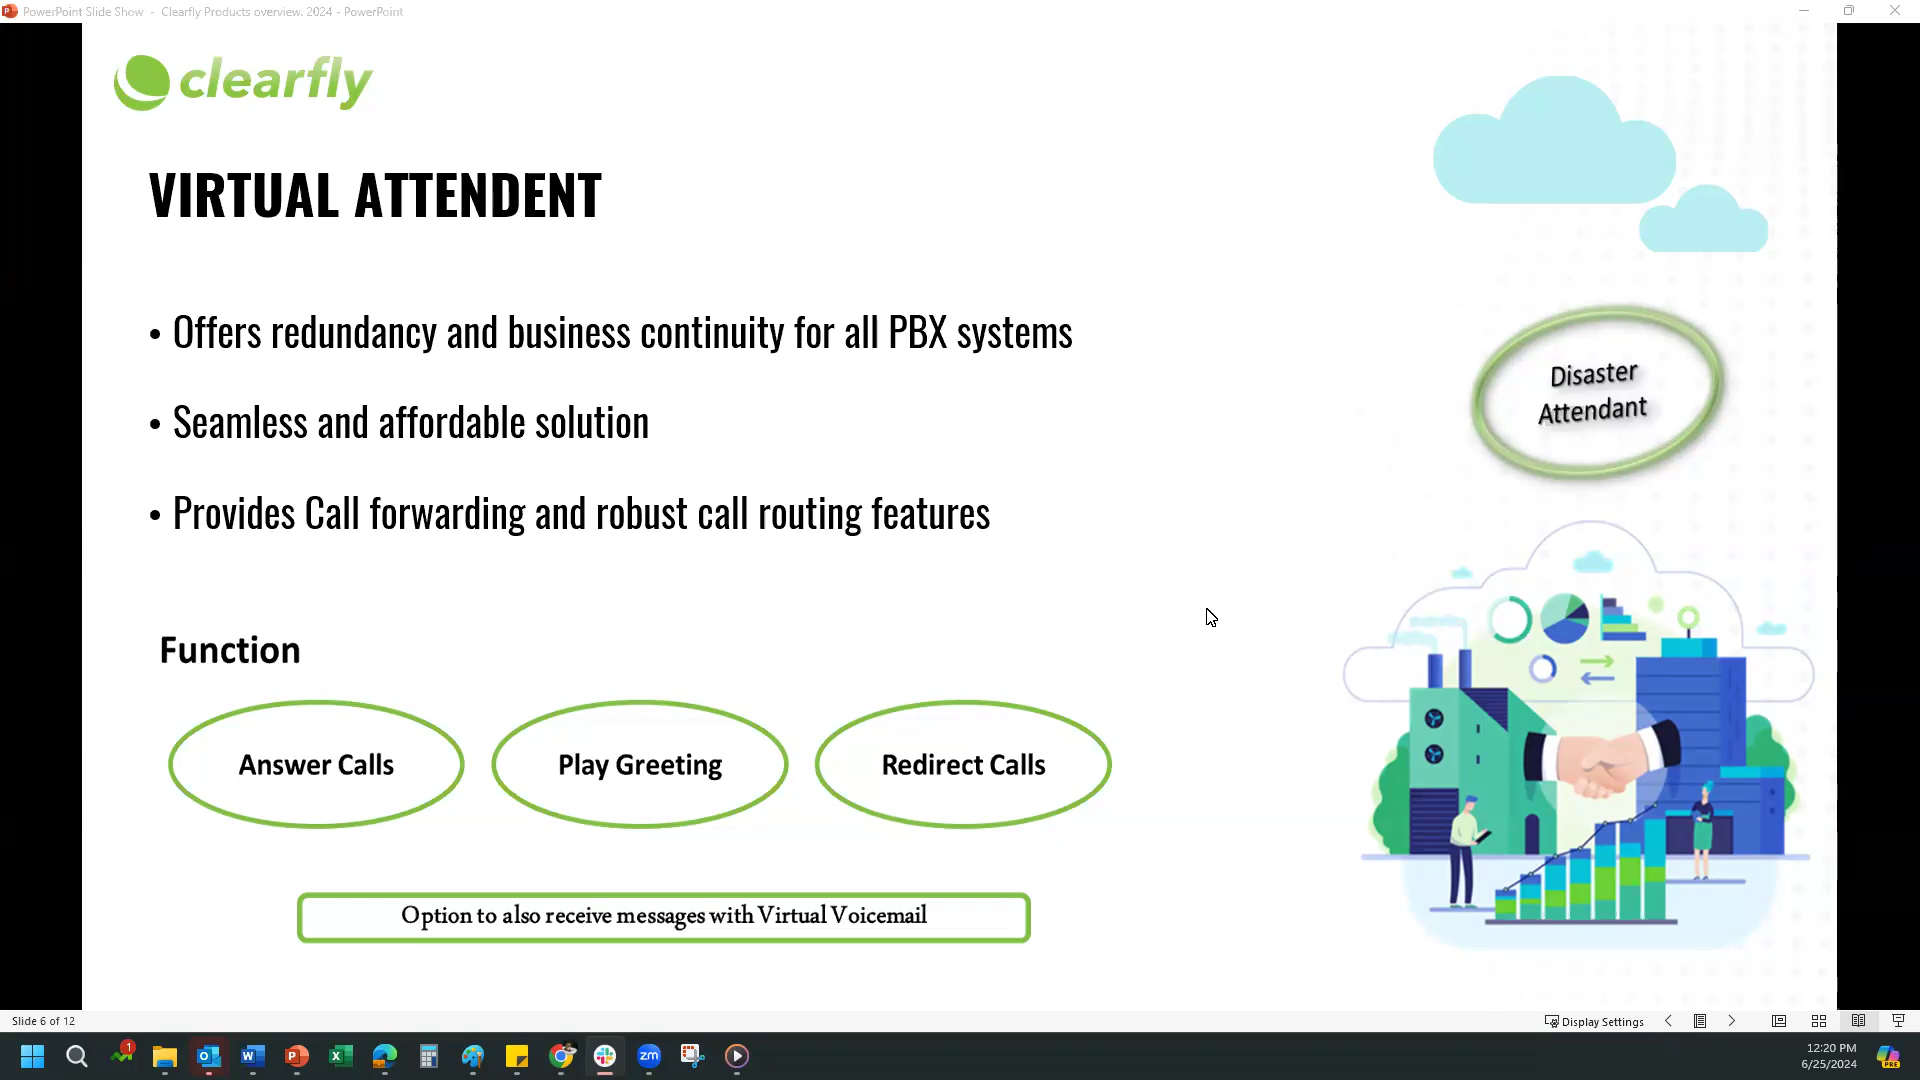 PowerPoint Slide Show - Clearfly Products overview. 2024 - PowerPoint
clearfly
VIRTUAL ATTENDENT
• Offers redundancy and business continuity for all PBX systems
• Seamless and affordable solution
• Provides Call forwarding and robust call routing features
Disaster
Attendant
Function
Answer Calls
Play Greeting
Redirect Calls
Option to also receive messages with Virtual Voicemail
Slide 6 of 12
Display Settings
1
zm
12:20 PM
6/25/2024
PRE